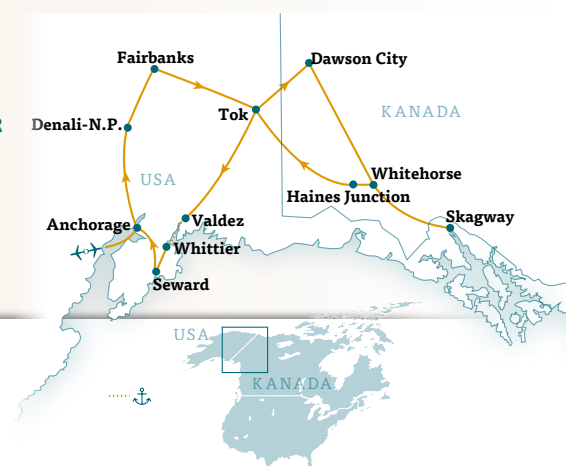 Fairbanks
Dawson City
Tok
KANADA
Denali-N.P.
USA
Whitehorse
Haines Junction
Anchorage
Valdez
Skagway
Whittier
Seward
USA
KANADA